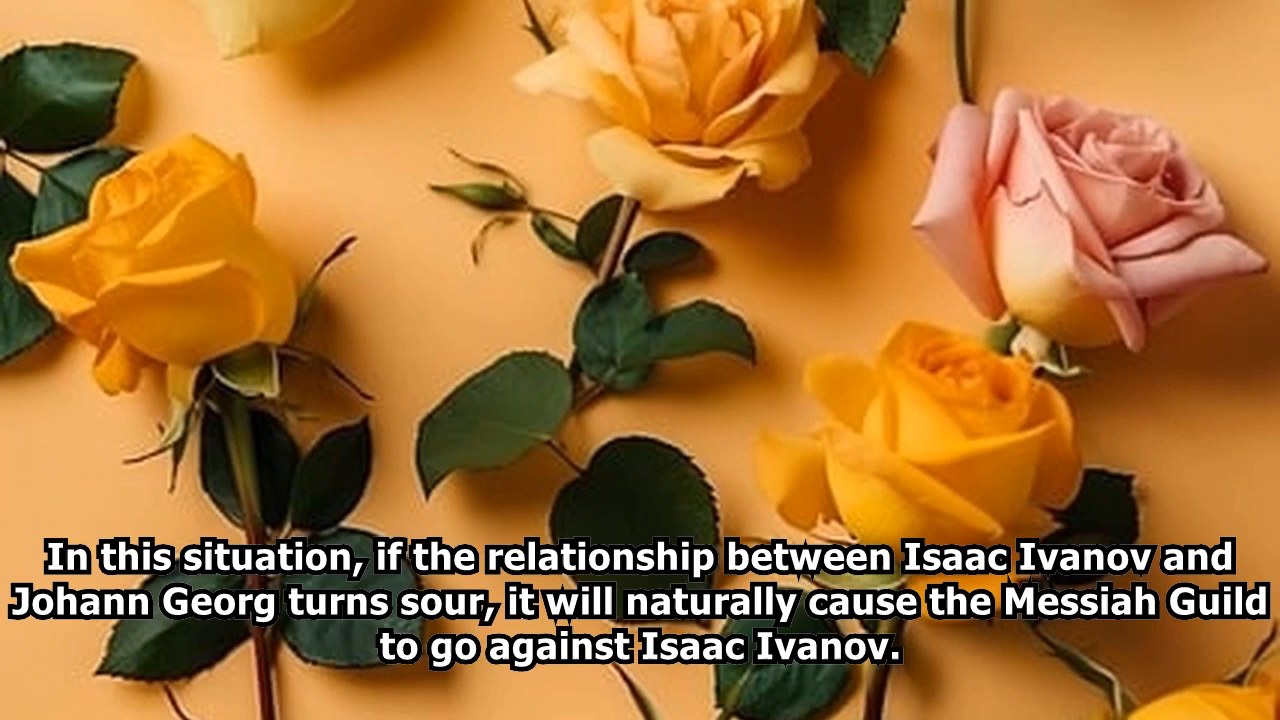 In this situation, if the relationship between Isaac Ivanov and
Johann Georg turns sour, it will naturally cause the Messiah Guild
to go against Isaac Ivanov.